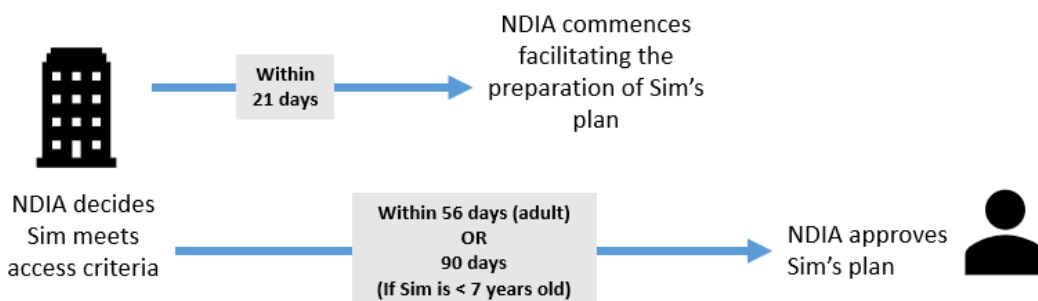 Within
21 days
NDIA commences
facilitating the
preparation of Sim's
plan
NDIA decides
Sim meets
access criteria
Within 56 days (adult)
OR
90 days
(If Sim is < 7 years old)
NDIA approves
Sim's plan